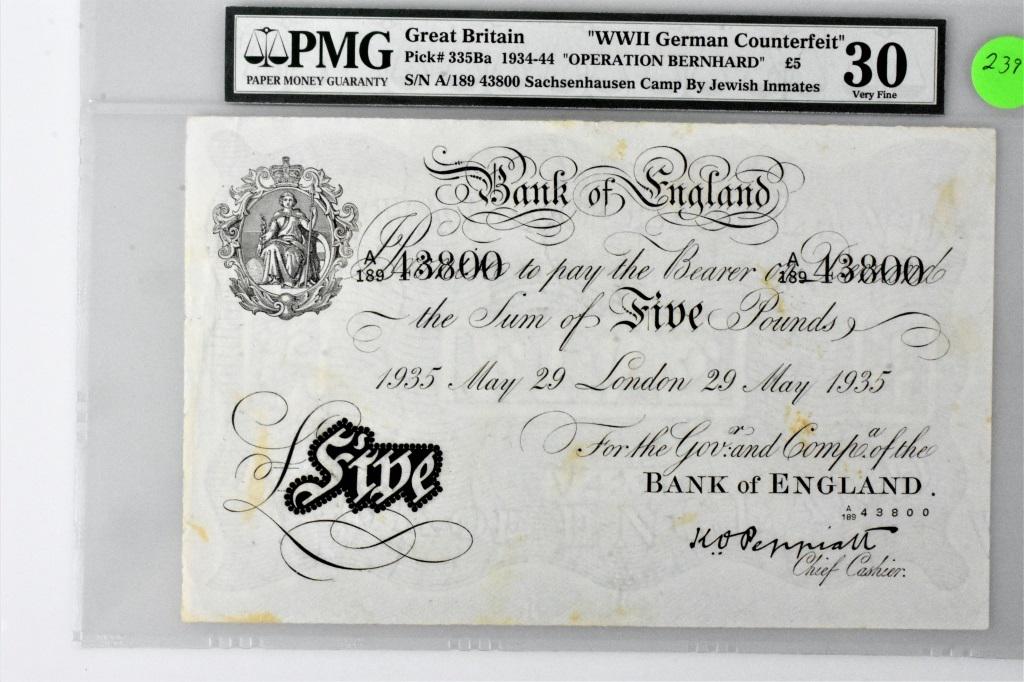 PMG
PAPER MONEY GUARANTY
Great Britain "WWII German Counterfeit"
Pick# 335Ba 1934-44 "OPERATION BERNHARD" £5
S/N A/189 43800 Sachsenhausen Camp By Jewish Inmates
30
Very Fine
239
Bank of England
A/189 43800 A/189 43800
I Promise to pay the Bearer on Demand
the Sum of Five Pounds
1935 May 29 London 29 May 1935
For the Govr. and Compa. of the
BANK of ENGLAND.
A/189 43800
£Five
K.O. Peppiatt
Chief Cashier.